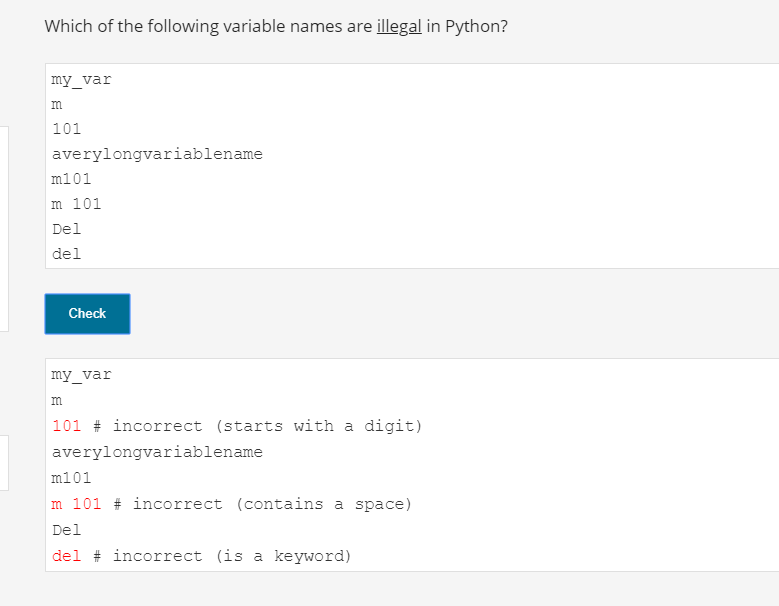 Which of the following variable names are illegal in Python?
my_var
m
101
averylongvariablename
m101
m 101
Del
del
Check
my_var
m
101 # incorrect (starts with a digit)
averylongvariablename
m101
m 101 # incorrect (contains a space)
Del
del # incorrect (is a keyword)